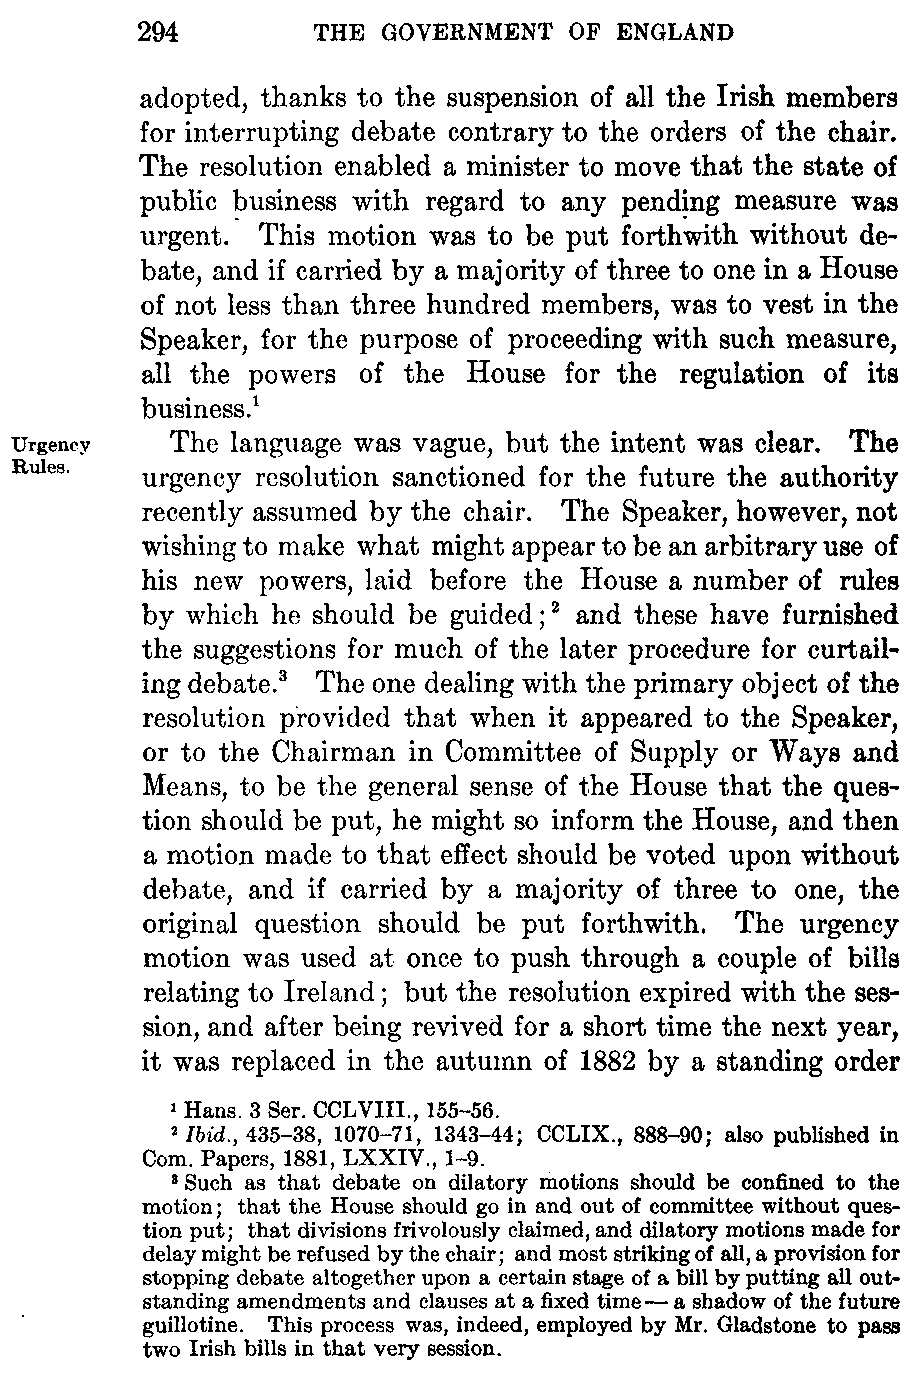 294 THE GOVERNMENT OF ENGLAND
adopted, thanks to the suspension of all the Irish members
for interrupting debate contrary to the orders of the chair.
The resolution enabled a minister to move that the state of
public business with regard to any pending measure was
urgent. This motion was to be put forthwith without de-
bate, and if carried by a majority of three to one in a House
of not less than three hundred members, was to vest in the
Speaker, for the purpose of proceeding with such measure,
all the powers of the House for the regulation of its
business.¹
Urgency
Rules.
The language was vague, but the intent was clear. The
urgency resolution sanctioned for the future the authority
recently assumed by the chair. The Speaker, however, not
wishing to make what might appear to be an arbitrary use of
his new powers, laid before the House a number of rules
by which he should be guided;² and these have furnished
the suggestions for much of the later procedure for curtail-
ing debate.³ The one dealing with the primary object of the
resolution provided that when it appeared to the Speaker,
or to the Chairman in Committee of Supply or Ways and
Means, to be the general sense of the House that the ques-
tion should be put, he might so inform the House, and then
a motion made to that effect should be voted upon without
debate, and if carried by a majority of three to one, the
original question should be put forthwith. The urgency
motion was used at once to push through a couple of bills
relating to Ireland; but the resolution expired with the ses-
sion, and after being revived for a short time the next year,
it was replaced in the autumn of 1882 by a standing order
¹ Hans. 3 Ser. CCLVIII., 155–56.
² Ibid., 435–38, 1070–71, 1343–44; CCLIX., 888–90; also published in
Com. Papers, 1881, LXXIV., 1–9.
³ Such as that debate on dilatory motions should be confined to the
motion; that the House should go in and out of committee without ques-
tion put; that divisions frivolously claimed, and dilatory motions made for
delay might be refused by the chair; and most striking of all, a provision for
stopping debate altogether upon a certain stage of a bill by putting all out-
standing amendments and clauses at a fixed time — a shadow of the future
guillotine. This process was, indeed, employed by Mr. Gladstone to pass
two Irish bills in that very session.